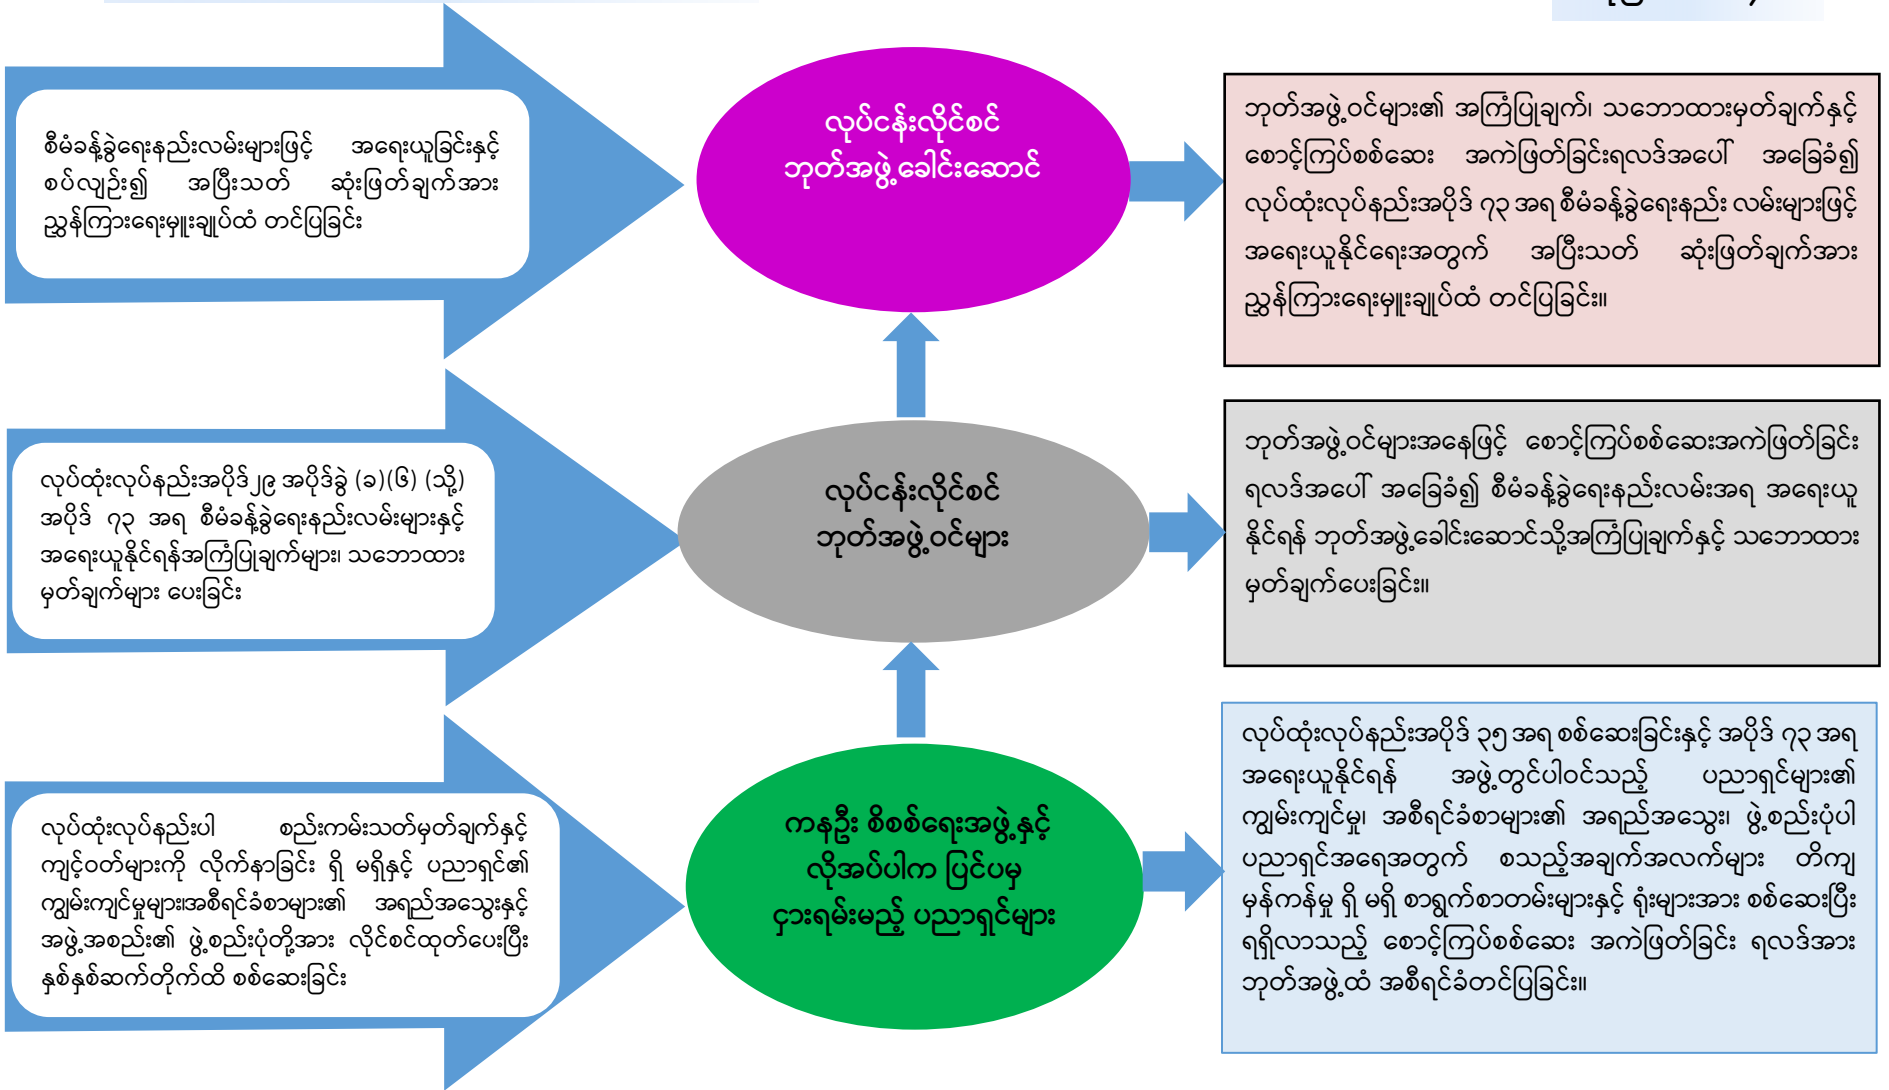 စီမံခန့်ခွဲရေးနည်းလမ်းများဖြင့် အရေးယူခြင်းနှင့်
စပ်လျဉ်း၍ အပြီးသတ် ဆုံးဖြတ်ချက်အား
ညွှန်ကြားရေးမှူးချုပ်ထံ တင်ပြခြင်း
လုပ်ငန်းလိုင်စင်
ဘုတ်အဖွဲ့ခေါင်းဆောင်
ဘုတ်အဖွဲ့ဝင်များ၏ အကြံပြုချက်၊ သဘောထားမှတ်ချက်နှင့်
စောင့်ကြပ်စစ်ဆေး အကဲဖြတ်ခြင်းရလဒ်အပေါ် အခြေခံ၍
လုပ်ထုံးလုပ်နည်းအပိုဒ် ၇၃ အရ စီမံခန့်ခွဲရေးနည်း လမ်းများဖြင့်
အရေးယူနိုင်ရေးအတွက် အပြီးသတ် ဆုံးဖြတ်ချက်အား
ညွှန်ကြားရေးမှူးချုပ်ထံ တင်ပြခြင်း။
လုပ်ထုံးလုပ်နည်းအပိုဒ်၂၉ အပိုဒ်ခွဲ (ခ)(၆) (သို့)
အပိုဒ် ၇၃ အရ စီမံခန့်ခွဲရေးနည်းလမ်းများနှင့်
အရေးယူနိုင်ရန်အကြံပြုချက်များ၊ သဘောထား
မှတ်ချက်များ ပေးခြင်း
လုပ်ငန်းလိုင်စင်
ဘုတ်အဖွဲ့ဝင်များ
ဘုတ်အဖွဲ့ဝင်များအနေဖြင့် စောင့်ကြပ်စစ်ဆေးအကဲဖြတ်ခြင်း
ရလဒ်အပေါ် အခြေခံ၍ စီမံခန့်ခွဲရေးနည်းလမ်းအရ အရေးယူ
နိုင်ရန် ဘုတ်အဖွဲ့ခေါင်းဆောင်သို့အကြံပြုချက်နှင့် သဘောထား
မှတ်ချက်ပေးခြင်း။
လုပ်ထုံးလုပ်နည်းပါ စည်းကမ်းသတ်မှတ်ချက်နှင့်
ကျင့်ဝတ်များကို လိုက်နာခြင်း ရှိ မရှိနှင့် ပညာရှင်၏
ကျွမ်းကျင်မှုများ၊အစီရင်ခံစာများ၏ အရည်အသွေးနှင့်
အဖွဲ့အစည်း၏ ဖွဲ့စည်းပုံတို့အား လိုင်စင်ထုတ်ပေးပြီး
နှစ်နှစ်ဆက်တိုက်ထိ စစ်ဆေးခြင်း
ကနဦး စိစစ်ရေးအဖွဲ့နှင့်
လိုအပ်ပါက ပြင်ပမှ
ငှားရမ်းမည့် ပညာရှင်များ
လုပ်ထုံးလုပ်နည်းအပိုဒ် ၃၅ အရ စစ်ဆေးခြင်းနှင့် အပိုဒ် ၇၃ အရ
အရေးယူနိုင်ရန် အဖွဲ့တွင်ပါဝင်သည့် ပညာရှင်များ၏
ကျွမ်းကျင်မှု၊ အစီရင်ခံစာများ၏ အရည်အသွေး၊ ဖွဲ့စည်းပုံပါ
ပညာရှင်အရေအတွက် စသည့်အချက်အလက်များ တိကျ
မှန်ကန်မှု ရှိ မရှိ စာရွက်စာတမ်းများနှင့် ရုံးများအား စစ်ဆေးပြီး
ရရှိလာသည့် စောင့်ကြပ်စစ်ဆေး အကဲဖြတ်ခြင်း ရလဒ်အား
ဘုတ်အဖွဲ့ထံ အစီရင်ခံတင်ပြခြင်း။